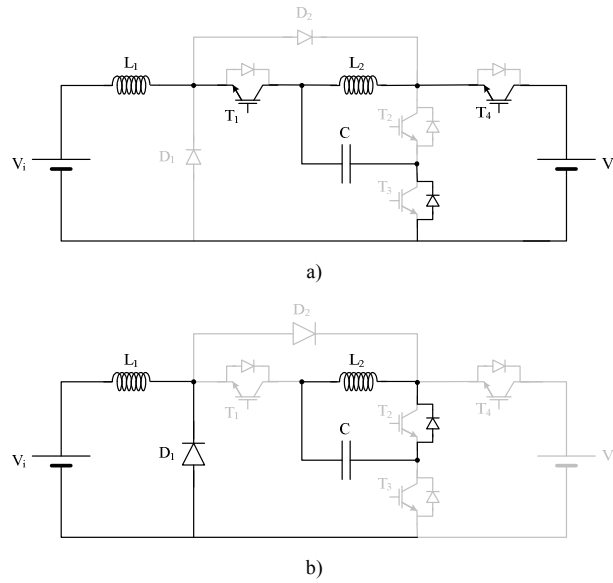 D₂
L₁
L₂
T₁
T₄
T₂
Vᵢ
D₁
C
V
T₃
a)
D₂
L₁
L₂
T₁
T₄
T₂
C
Vᵢ
D₁
V
T₃
b)